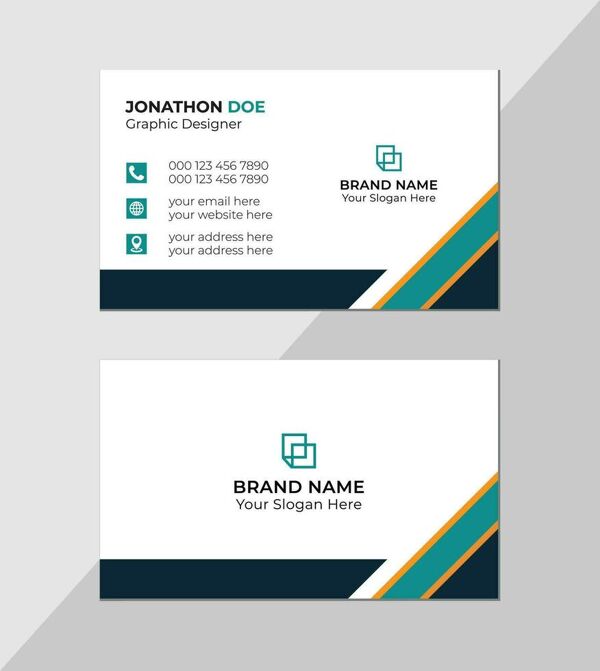 JONATHON DOE
Graphic Designer
000 123 456 7890
000 123 456 7890
your email here
your website here
your address here
your address here
BRAND NAME
Your Slogan Here
BRAND NAME
Your Slogan Here